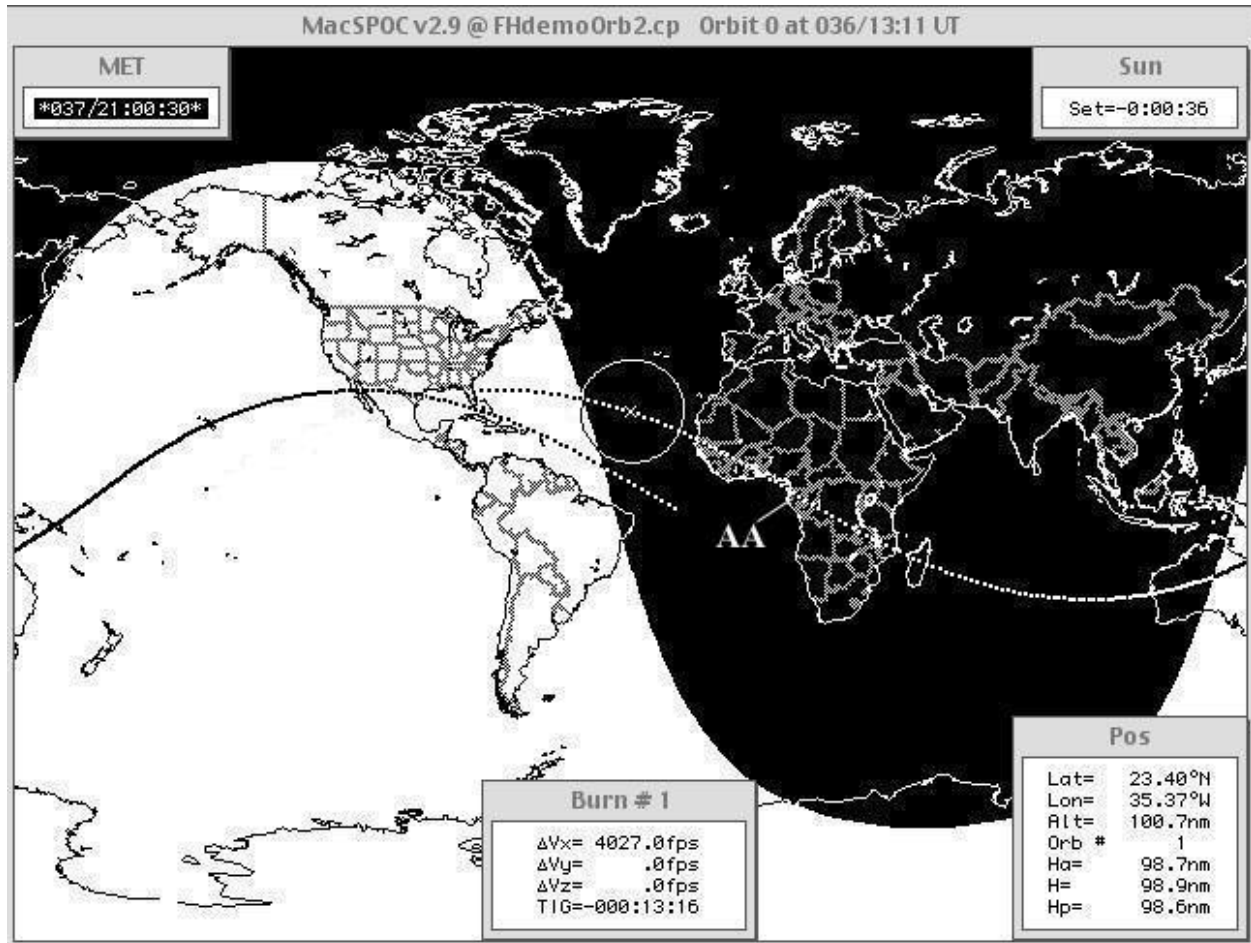 MacSPOC v2.9 @ FHdemoOrb2.cp Orbit 0 at 036/13:11 UT
MET
*037/21:00:30*
Sun
Set=-0:00:36
AA
Burn # 1
ΔVx= 4027.0fps
ΔVy= .0fps
ΔVz= .0fps
TIG=-000:13:16
Pos
Lat= 23.40°N
Lon= 35.37°W
Alt= 100.7nm
Orb # 1
Ha= 98.7nm
H= 98.9nm
Hp= 98.6nm